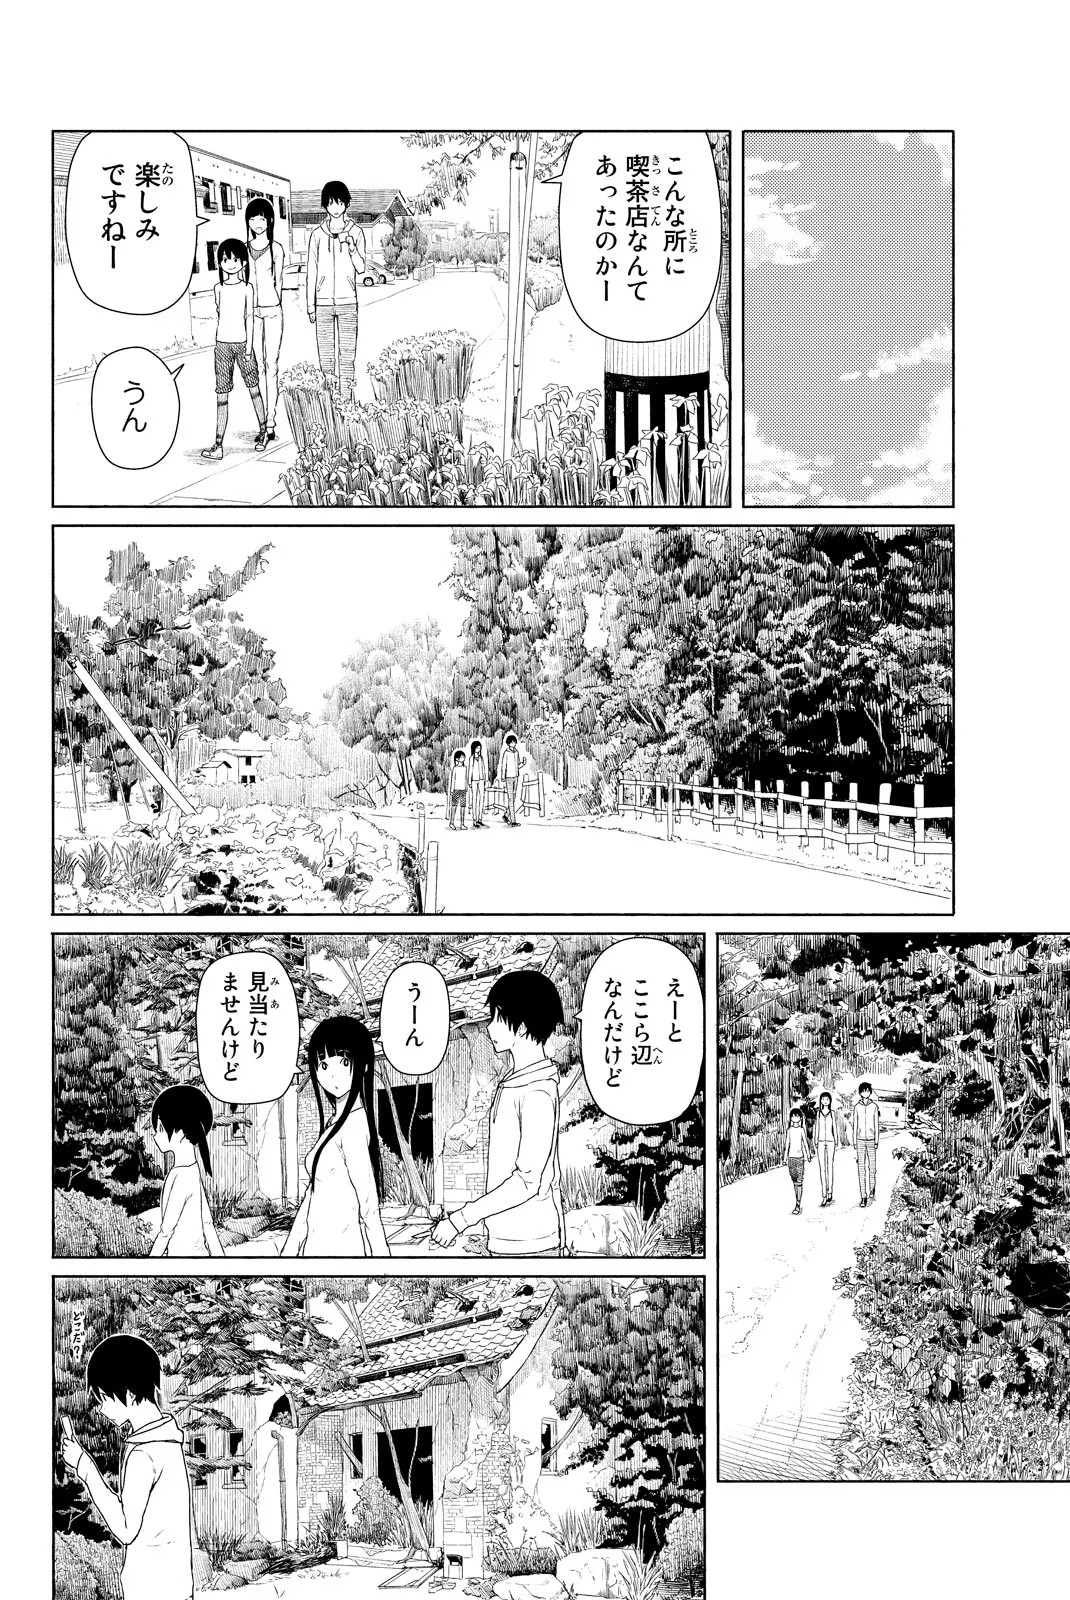 こんな所に
喫茶店なんて
あったのかー
楽しみ
ですねー
うん
えーと
ここら辺
なんだけど
うーん
見当たり
ませんけど
どこだ?